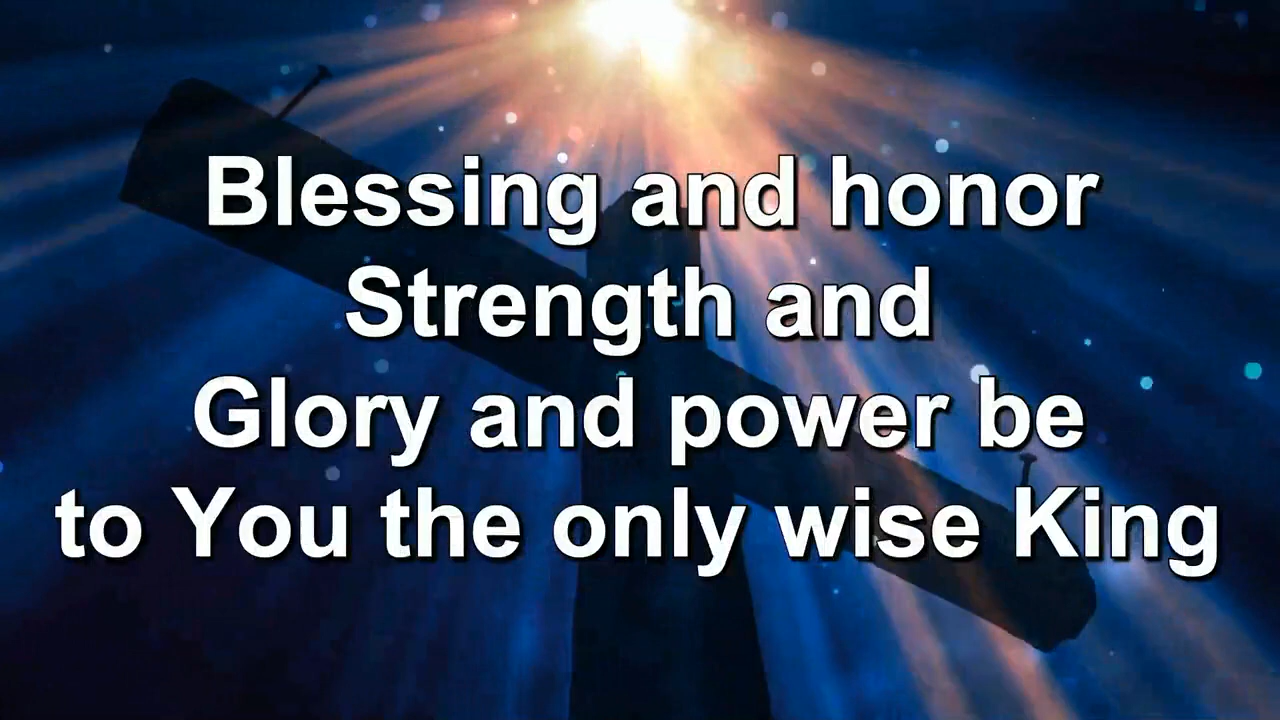 Blessing and honor
Strength and
Glory and power be
to You the only wise King